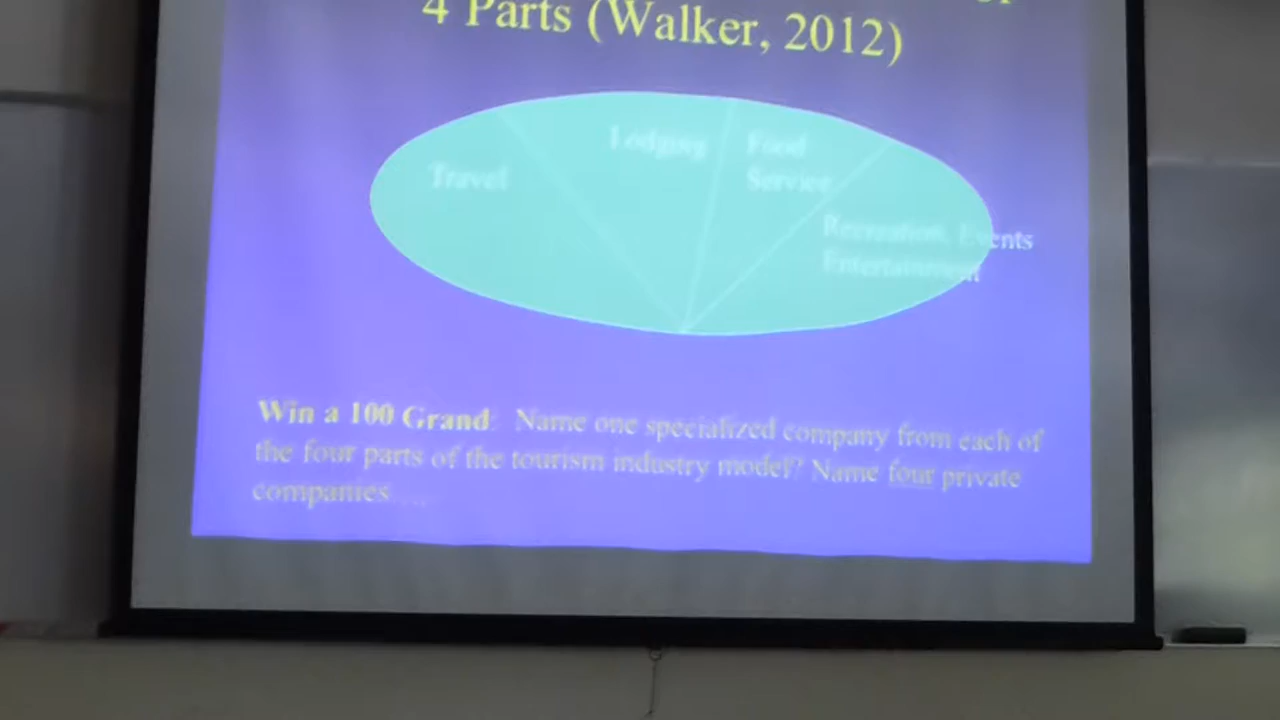 4 Parts (Walker, 2012)
Travel
Lodging
Food
Service
Recreation, Events
Entertainment
Win a 100 Grand: Name one specialized company from each of
the four parts of the tourism industry model? Name four private
companies ....